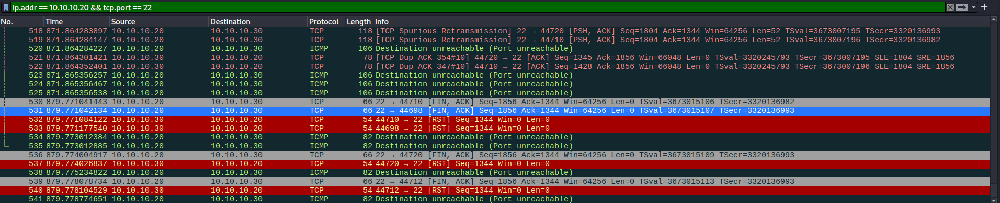 ip.addr == 10.10.10.20 && tcp.port == 22
No. Time Source Destination Protocol Length Info
518 871.864283897 10.10.10.20 10.10.10.30 TCP 118 [TCP Spurious Retransmission] 22 → 44720 [PSH, ACK] Seq=1804 Ack=1344 Win=64256 Len=52 TSval=3673007195 TSecr=3320136993
519 871.864284147 10.10.10.20 10.10.10.30 TCP 118 [TCP Spurious Retransmission] 22 → 44710 [PSH, ACK] Seq=1804 Ack=1344 Win=64256 Len=52 TSval=3673007196 TSecr=3320136982
520 871.864284227 10.10.10.20 10.10.10.30 ICMP 106 Destination unreachable (Port unreachable)
521 871.864301421 10.10.10.30 10.10.10.20 TCP 78 [TCP Dup ACK 354#10] 44720 → 22 [ACK] Seq=1345 Ack=1856 Win=66048 Len=0 TSval=3320245793 TSecr=3673007195 SLE=1804 SRE=1856
522 871.864352401 10.10.10.30 10.10.10.20 TCP 78 [TCP Dup ACK 347#10] 44710 → 22 [ACK] Seq=1428 Ack=1856 Win=66048 Len=0 TSval=3320245793 TSecr=3673007196 SLE=1804 SRE=1856
523 871.865356257 10.10.10.20 10.10.10.30 ICMP 106 Destination unreachable (Port unreachable)
524 871.865356467 10.10.10.20 10.10.10.30 ICMP 106 Destination unreachable (Port unreachable)
525 871.865356538 10.10.10.20 10.10.10.30 ICMP 106 Destination unreachable (Port unreachable)
530 879.771041443 10.10.10.20 10.10.10.30 TCP 66 22 → 44710 [FIN, ACK] Seq=1856 Ack=1344 Win=64256 Len=0 TSval=3673015106 TSecr=3320136982
531 879.771042134 10.10.10.20 10.10.10.30 TCP 66 22 → 44698 [FIN, ACK] Seq=1856 Ack=1344 Win=64256 Len=0 TSval=3673015107 TSecr=3320136993
532 879.771084122 10.10.10.30 10.10.10.20 TCP 54 44710 → 22 [RST] Seq=1344 Win=0 Len=0
533 879.771177540 10.10.10.30 10.10.10.20 TCP 54 44698 → 22 [RST] Seq=1344 Win=0 Len=0
534 879.773012384 10.10.10.20 10.10.10.30 ICMP 82 Destination unreachable (Port unreachable)
535 879.773012885 10.10.10.20 10.10.10.30 ICMP 82 Destination unreachable (Port unreachable)
536 879.774004917 10.10.10.20 10.10.10.30 TCP 66 22 → 44720 [FIN, ACK] Seq=1856 Ack=1344 Win=64256 Len=0 TSval=3673015109 TSecr=3320136993
537 879.774026837 10.10.10.30 10.10.10.20 TCP 54 44720 → 22 [RST] Seq=1344 Win=0 Len=0
538 879.775234822 10.10.10.20 10.10.10.30 ICMP 82 Destination unreachable (Port unreachable)
539 879.778078734 10.10.10.20 10.10.10.30 TCP 66 22 → 44712 [FIN, ACK] Seq=1856 Ack=1344 Win=64256 Len=0 TSval=3673015113 TSecr=3320136993
540 879.778104529 10.10.10.30 10.10.10.20 TCP 54 44712 → 22 [RST] Seq=1344 Win=0 Len=0
541 879.778774651 10.10.10.20 10.10.10.30 ICMP 82 Destination unreachable (Port unreachable)